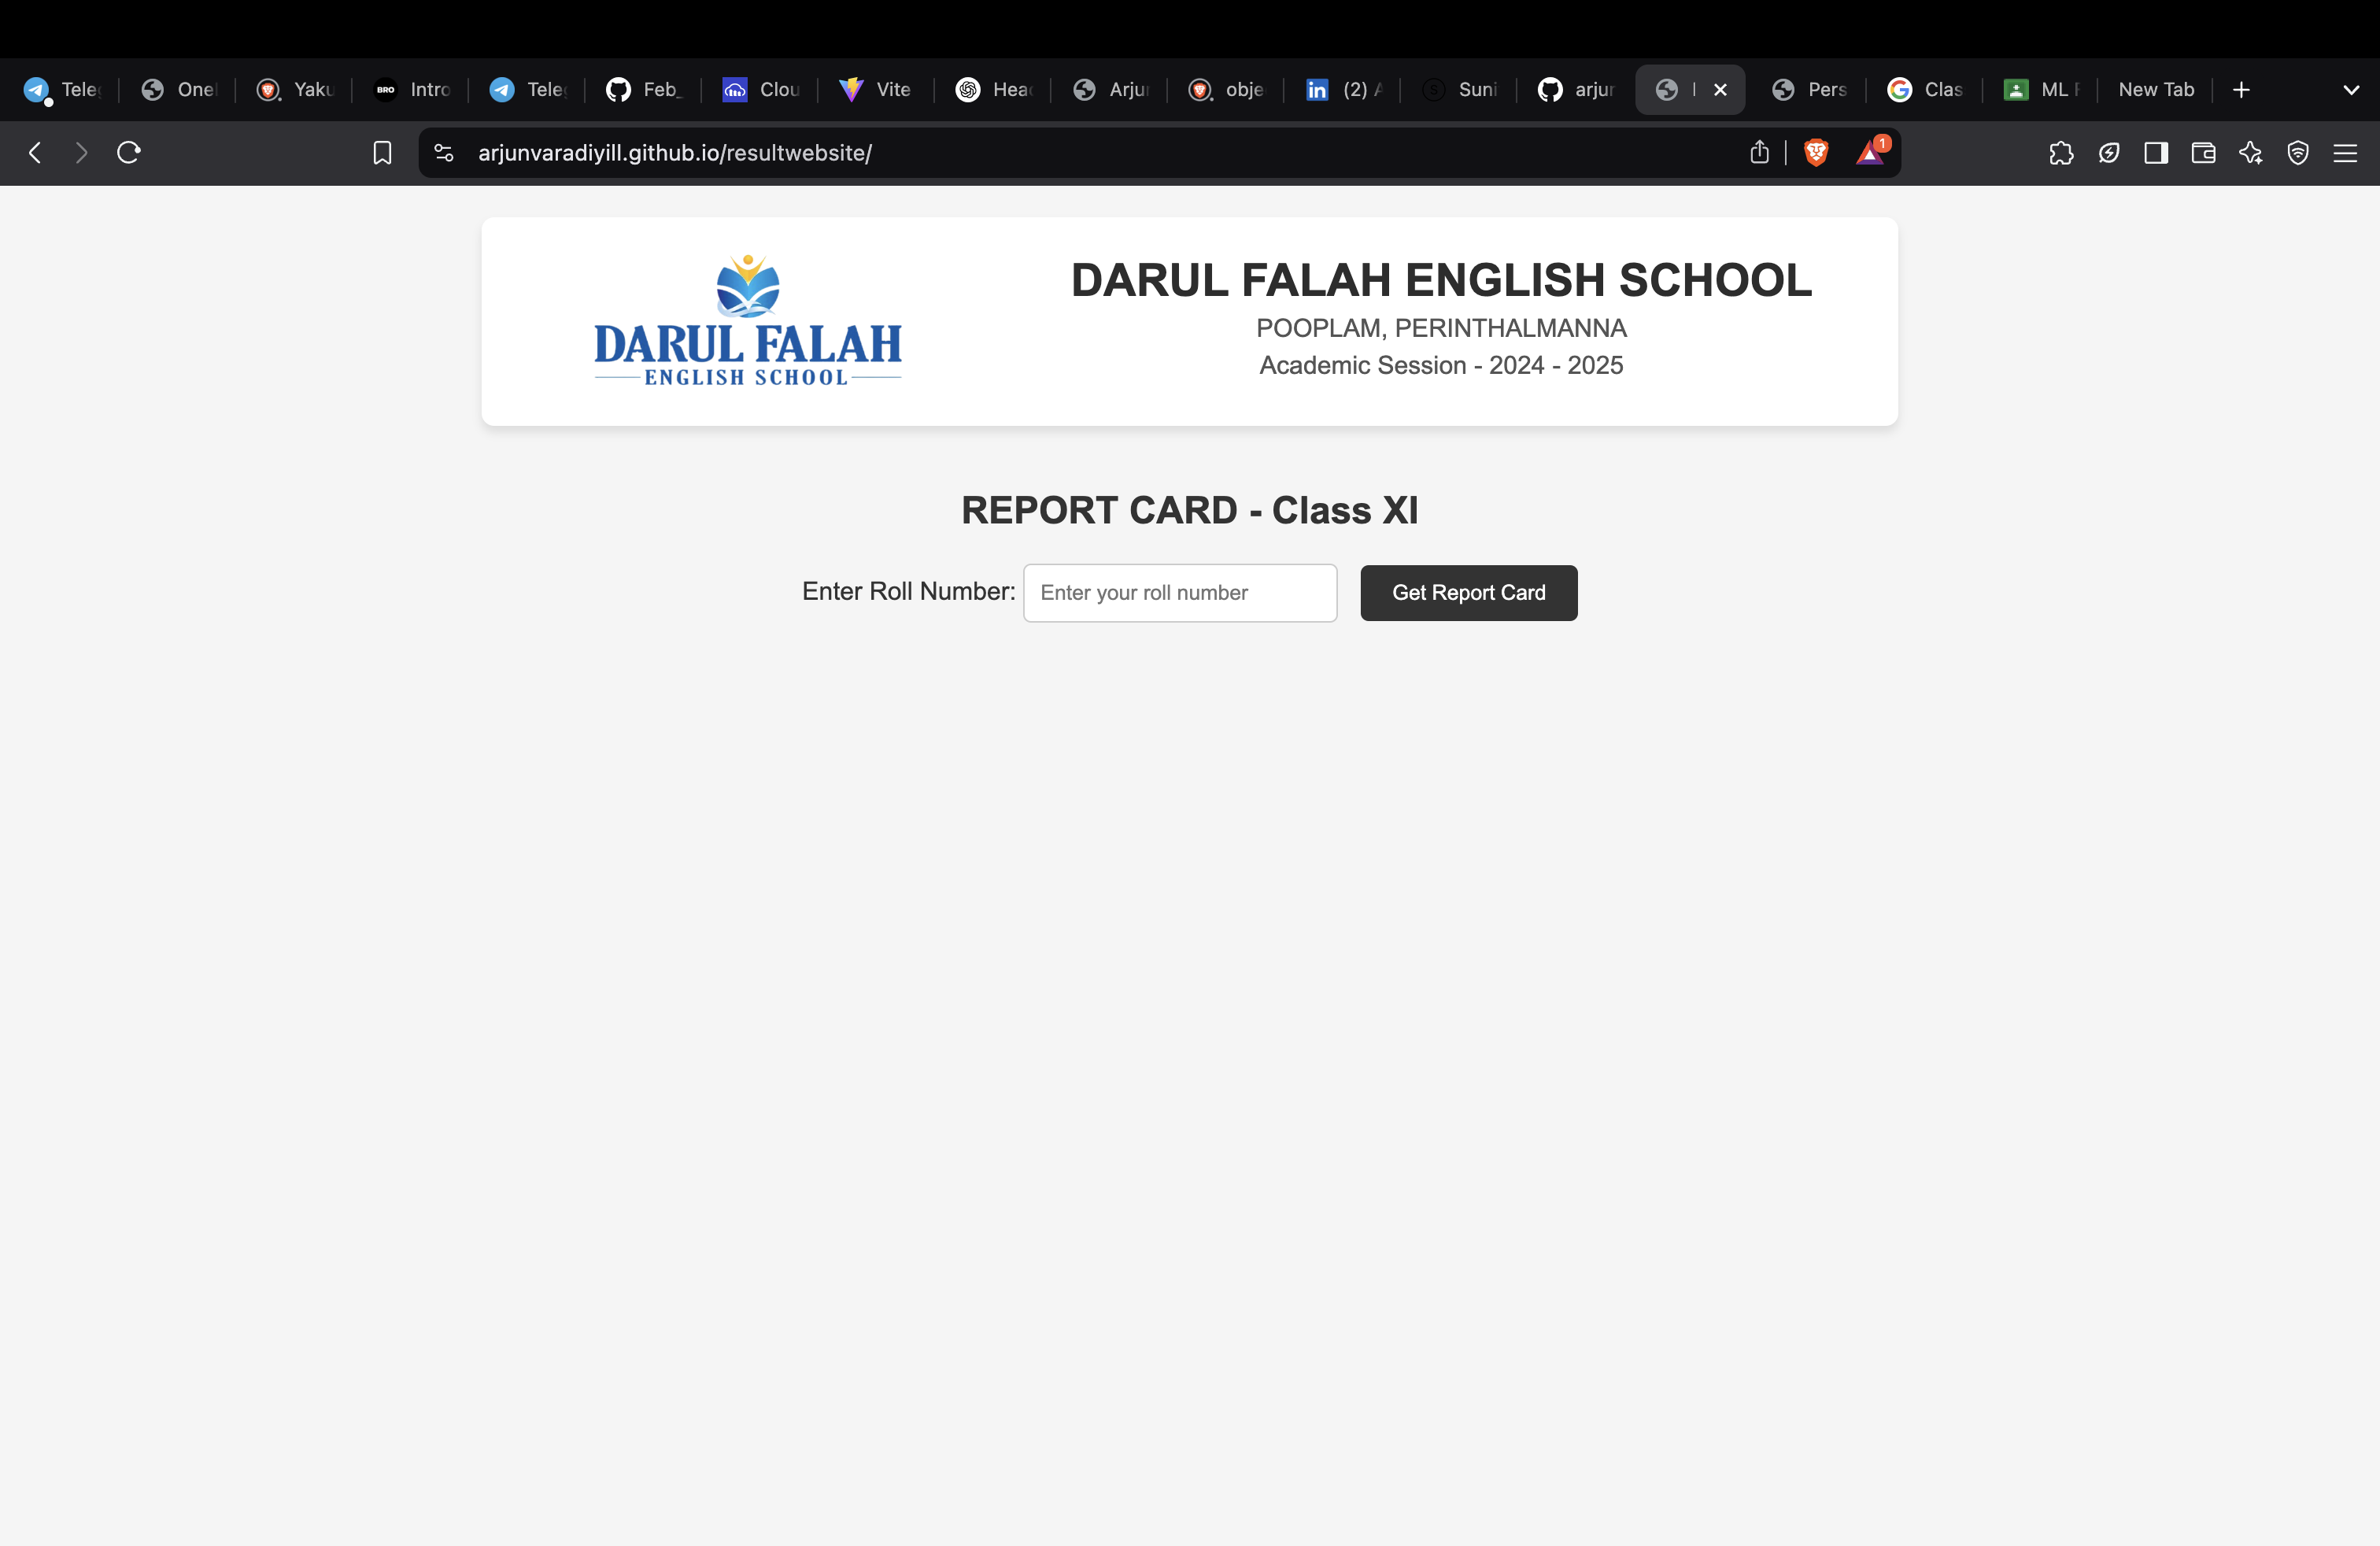 Tele
One
Yaku
BRO
Intro
Tele
Feb_
Clou
Vite
Hea
Arju
obje
in
(2) A
S
Suni
arjur
Pers
Clas
ML F
New Tab
arjunvaradiyill.github.io/resultwebsite/
1
DARUL FALAH
ENGLISH SCHOOL
DARUL FALAH ENGLISH SCHOOL
POOPLAM, PERINTHALMANNA
Academic Session - 2024 - 2025
REPORT CARD - Class XI
Enter Roll Number: Enter your roll number Get Report Card